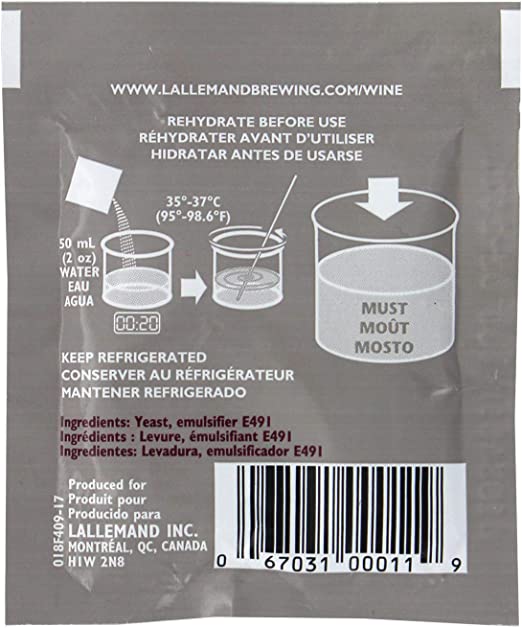 WWW.LALLEMANDBREWING.COM/WINE
REHYDRATE BEFORE USE
RÉHYDRATER AVANT D'UTILISER
HIDRATAR ANTES DE USARSE
35°-37°C
(95°-98.6°F)
50 mL
(2 oz)
WATER
EAU
AGUA
00:20
MUST
MOÛT
MOSTO
KEEP REFRIGERATED
CONSERVER AU RÉFRIGÉRATEUR
MANTENER REFRIGERADO
Ingredients: Yeast, emulsifier E491
Ingrédients : Levure, émulsifiant E491
Ingredientes: Levadura, emulsificador E491
Produced for
Produit pour
Producido para
LALLEMAND INC.
MONTRÉAL, QC, CANADA
H1W 2N8
018F409-17
0 67031 00011 9